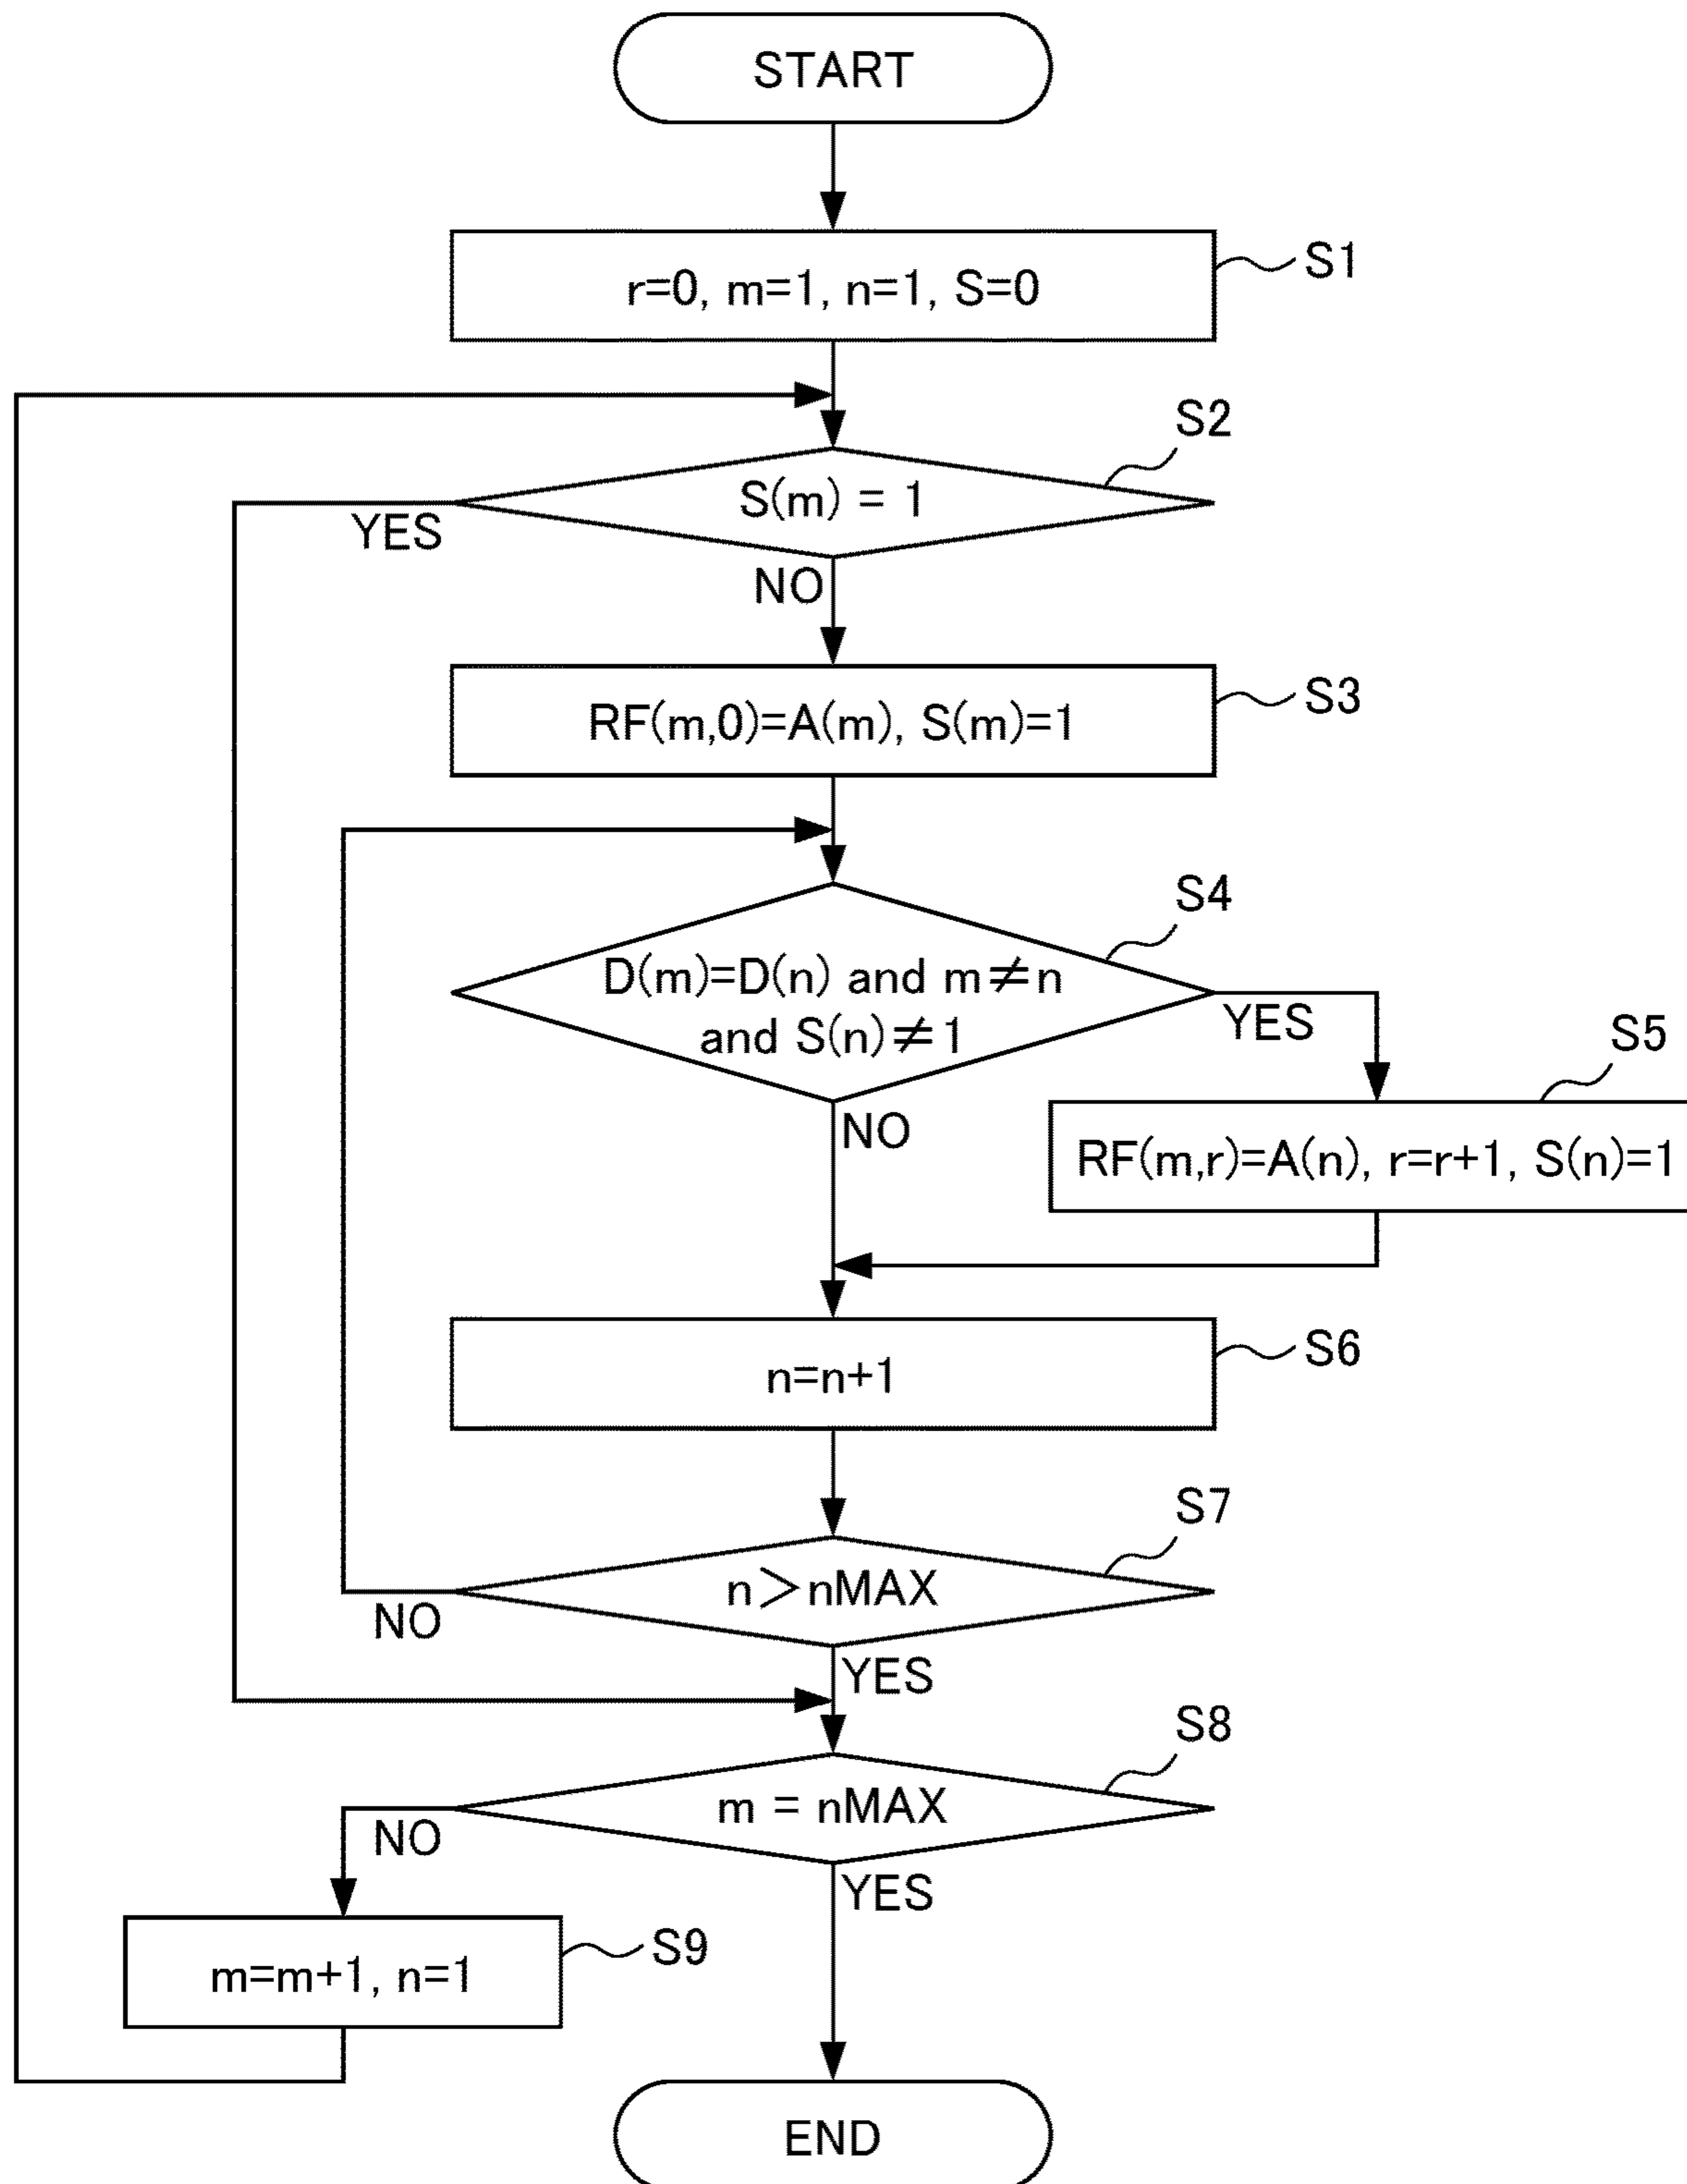 START
r=0, m=1, n=1, S=0
S1
S2
S(m) = 1
YES
NO
RF(m,0)=A(m), S(m)=1
S3
S4
D(m)=D(n) and m≠n
and S(n)≠1
YES
NO
S5
RF(m,r)=A(n), r=r+1, S(n)=1
n=n+1
S6
S7
n>nMAX
NO
YES
S8
m = nMAX
NO
YES
m=m+1, n=1
S9
END